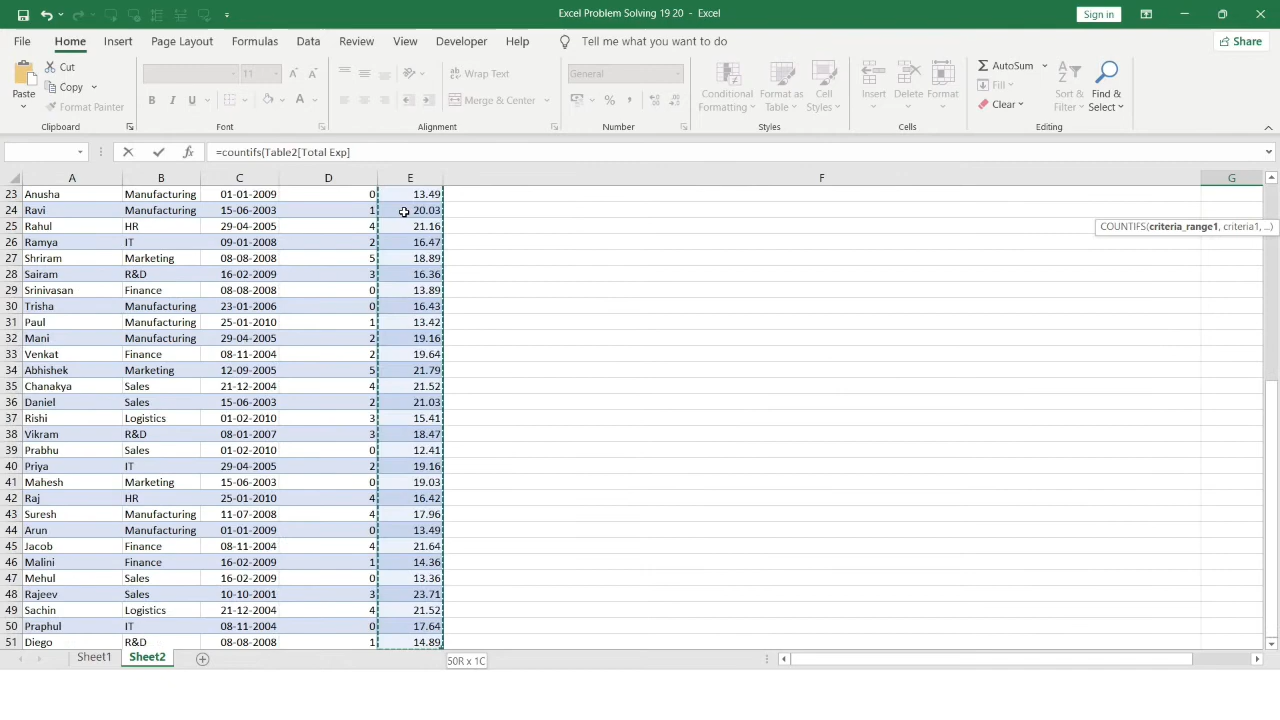 Excel Problem Solving 19 20 - Excel
Sign in
File Home Insert Page Layout Formulas Data Review View Developer Help Tell me what you want to do Share
Paste
Cut
Copy
Format Painter
Clipboard
11
Font
Wrap Text
Merge & Center
Alignment
General
Number
Conditional Formatting
Format as Table
Cell Styles
Styles
Insert Delete Format
Cells
AutoSum
Fill
Clear
Sort & Filter
Find & Select
Editing
=countifs(Table2[Total Exp]
A B C D E F G
COUNTIFS(criteria_range1, criteria1, ...)
23 Anusha Manufacturing 01-01-2009 0 13.49
24 Ravi Manufacturing 15-06-2003 1 20.03
25 Rahul HR 29-04-2005 4 21.16
26 Ramya IT 09-01-2008 2 16.47
27 Shriram Marketing 08-08-2008 5 18.89
28 Sairam R&D 16-02-2009 3 16.36
29 Srinivasan Finance 08-08-2008 0 13.89
30 Trisha Manufacturing 23-01-2006 0 16.43
31 Paul Manufacturing 25-01-2010 1 13.42
32 Mani Manufacturing 29-04-2005 2 19.16
33 Venkat Finance 08-11-2004 2 19.64
34 Abhishek Marketing 12-09-2005 5 21.79
35 Chanakya Sales 21-12-2004 4 21.52
36 Daniel Sales 15-06-2003 2 21.03
37 Rishi Logistics 01-02-2010 3 15.41
38 Vikram R&D 08-01-2007 3 18.47
39 Prabhu Sales 01-02-2010 0 12.41
40 Priya IT 29-04-2005 2 19.16
41 Mahesh Marketing 15-06-2003 0 19.03
42 Raj HR 25-01-2010 4 16.42
43 Suresh Manufacturing 11-07-2008 4 17.96
44 Arun Manufacturing 01-01-2009 0 13.49
45 Jacob Finance 08-11-2004 4 21.64
46 Malini Finance 16-02-2009 1 14.36
47 Mehul Sales 16-02-2009 0 13.36
48 Rajeev Sales 10-10-2001 3 23.71
49 Sachin Logistics 21-12-2004 4 21.52
50 Praphul IT 08-11-2004 0 17.64
51 Diego R&D 08-08-2008 1 14.89
Sheet1 Sheet2
50R x 1C